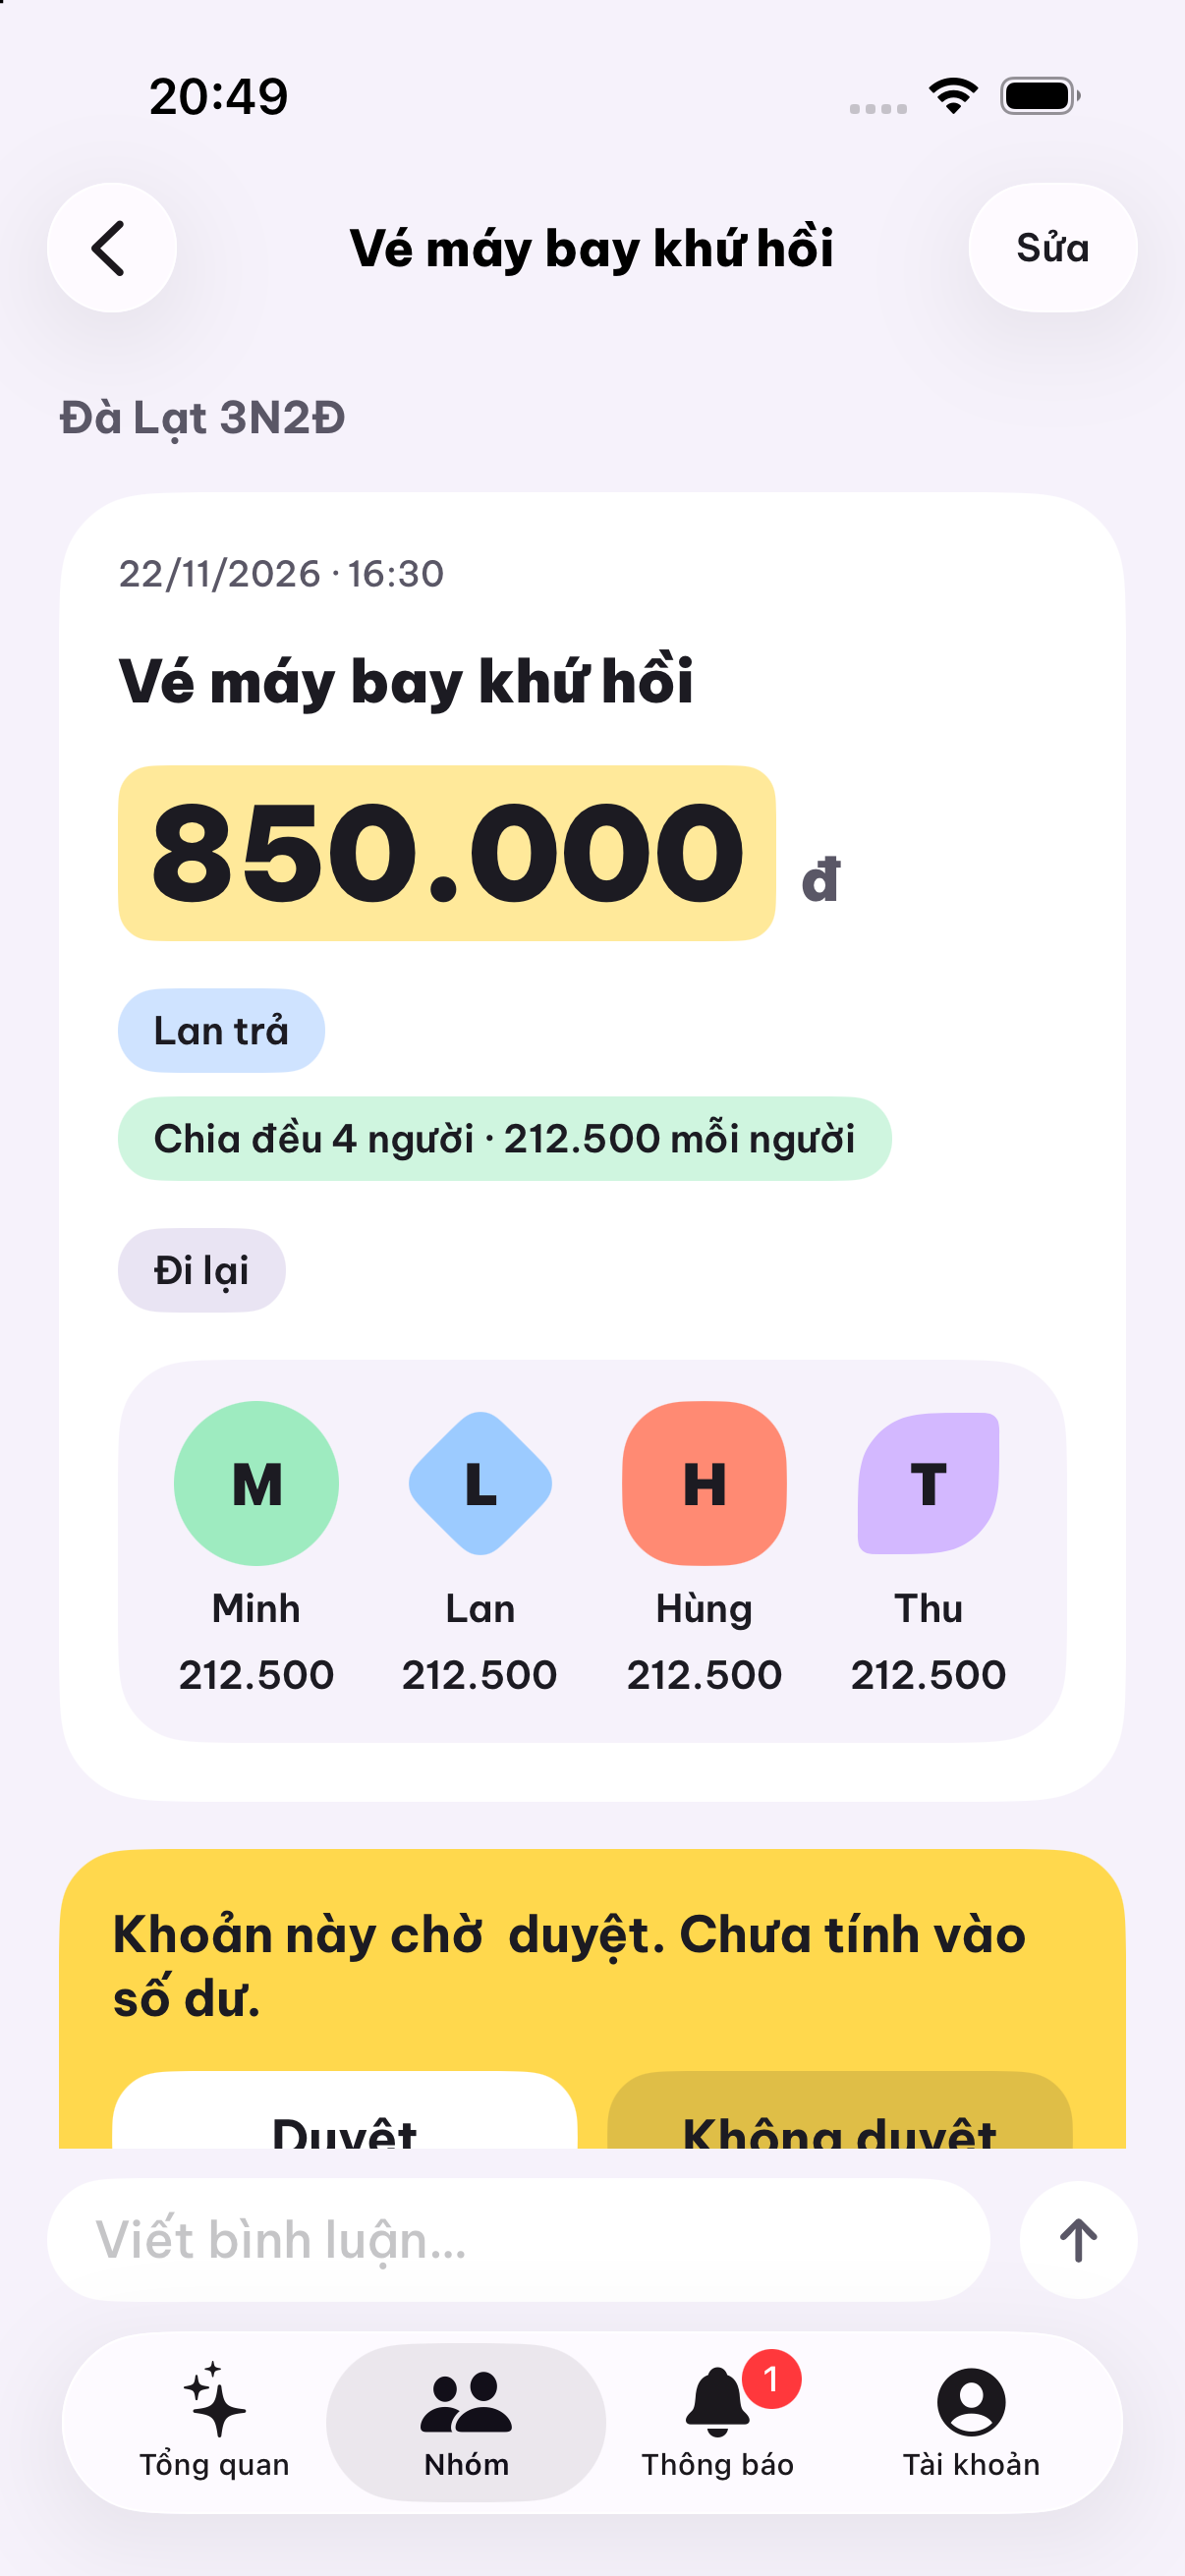 20:49
Vé máy bay khứ hồi
Sửa
Đà Lạt 3N2Đ
22/11/2026 · 16:30
Vé máy bay khứ hồi
850.000 đ
Lan trả
Chia đều 4 người · 212.500 mỗi người
Đi lại
M L H T
Minh Lan Hùng Thu
212.500 212.500 212.500 212.500
Khoản này chờ  duyệt. Chưa tính vào
số dư.
Duyệt Không duyệt
Viết bình luận...
1
Tổng quan Nhóm Thông báo Tài khoản